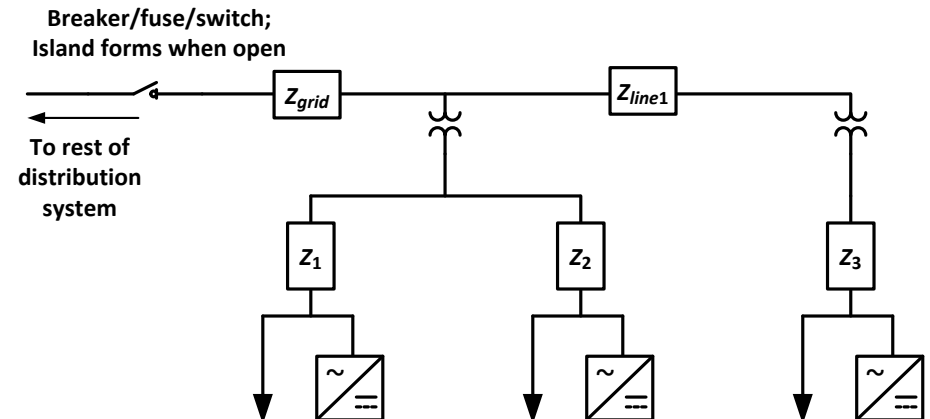 Breaker/fuse/switch;
Island forms when open
Zgrid
Zline1
To rest of
distribution
system
Z1
Z2
Z3
~
~
~